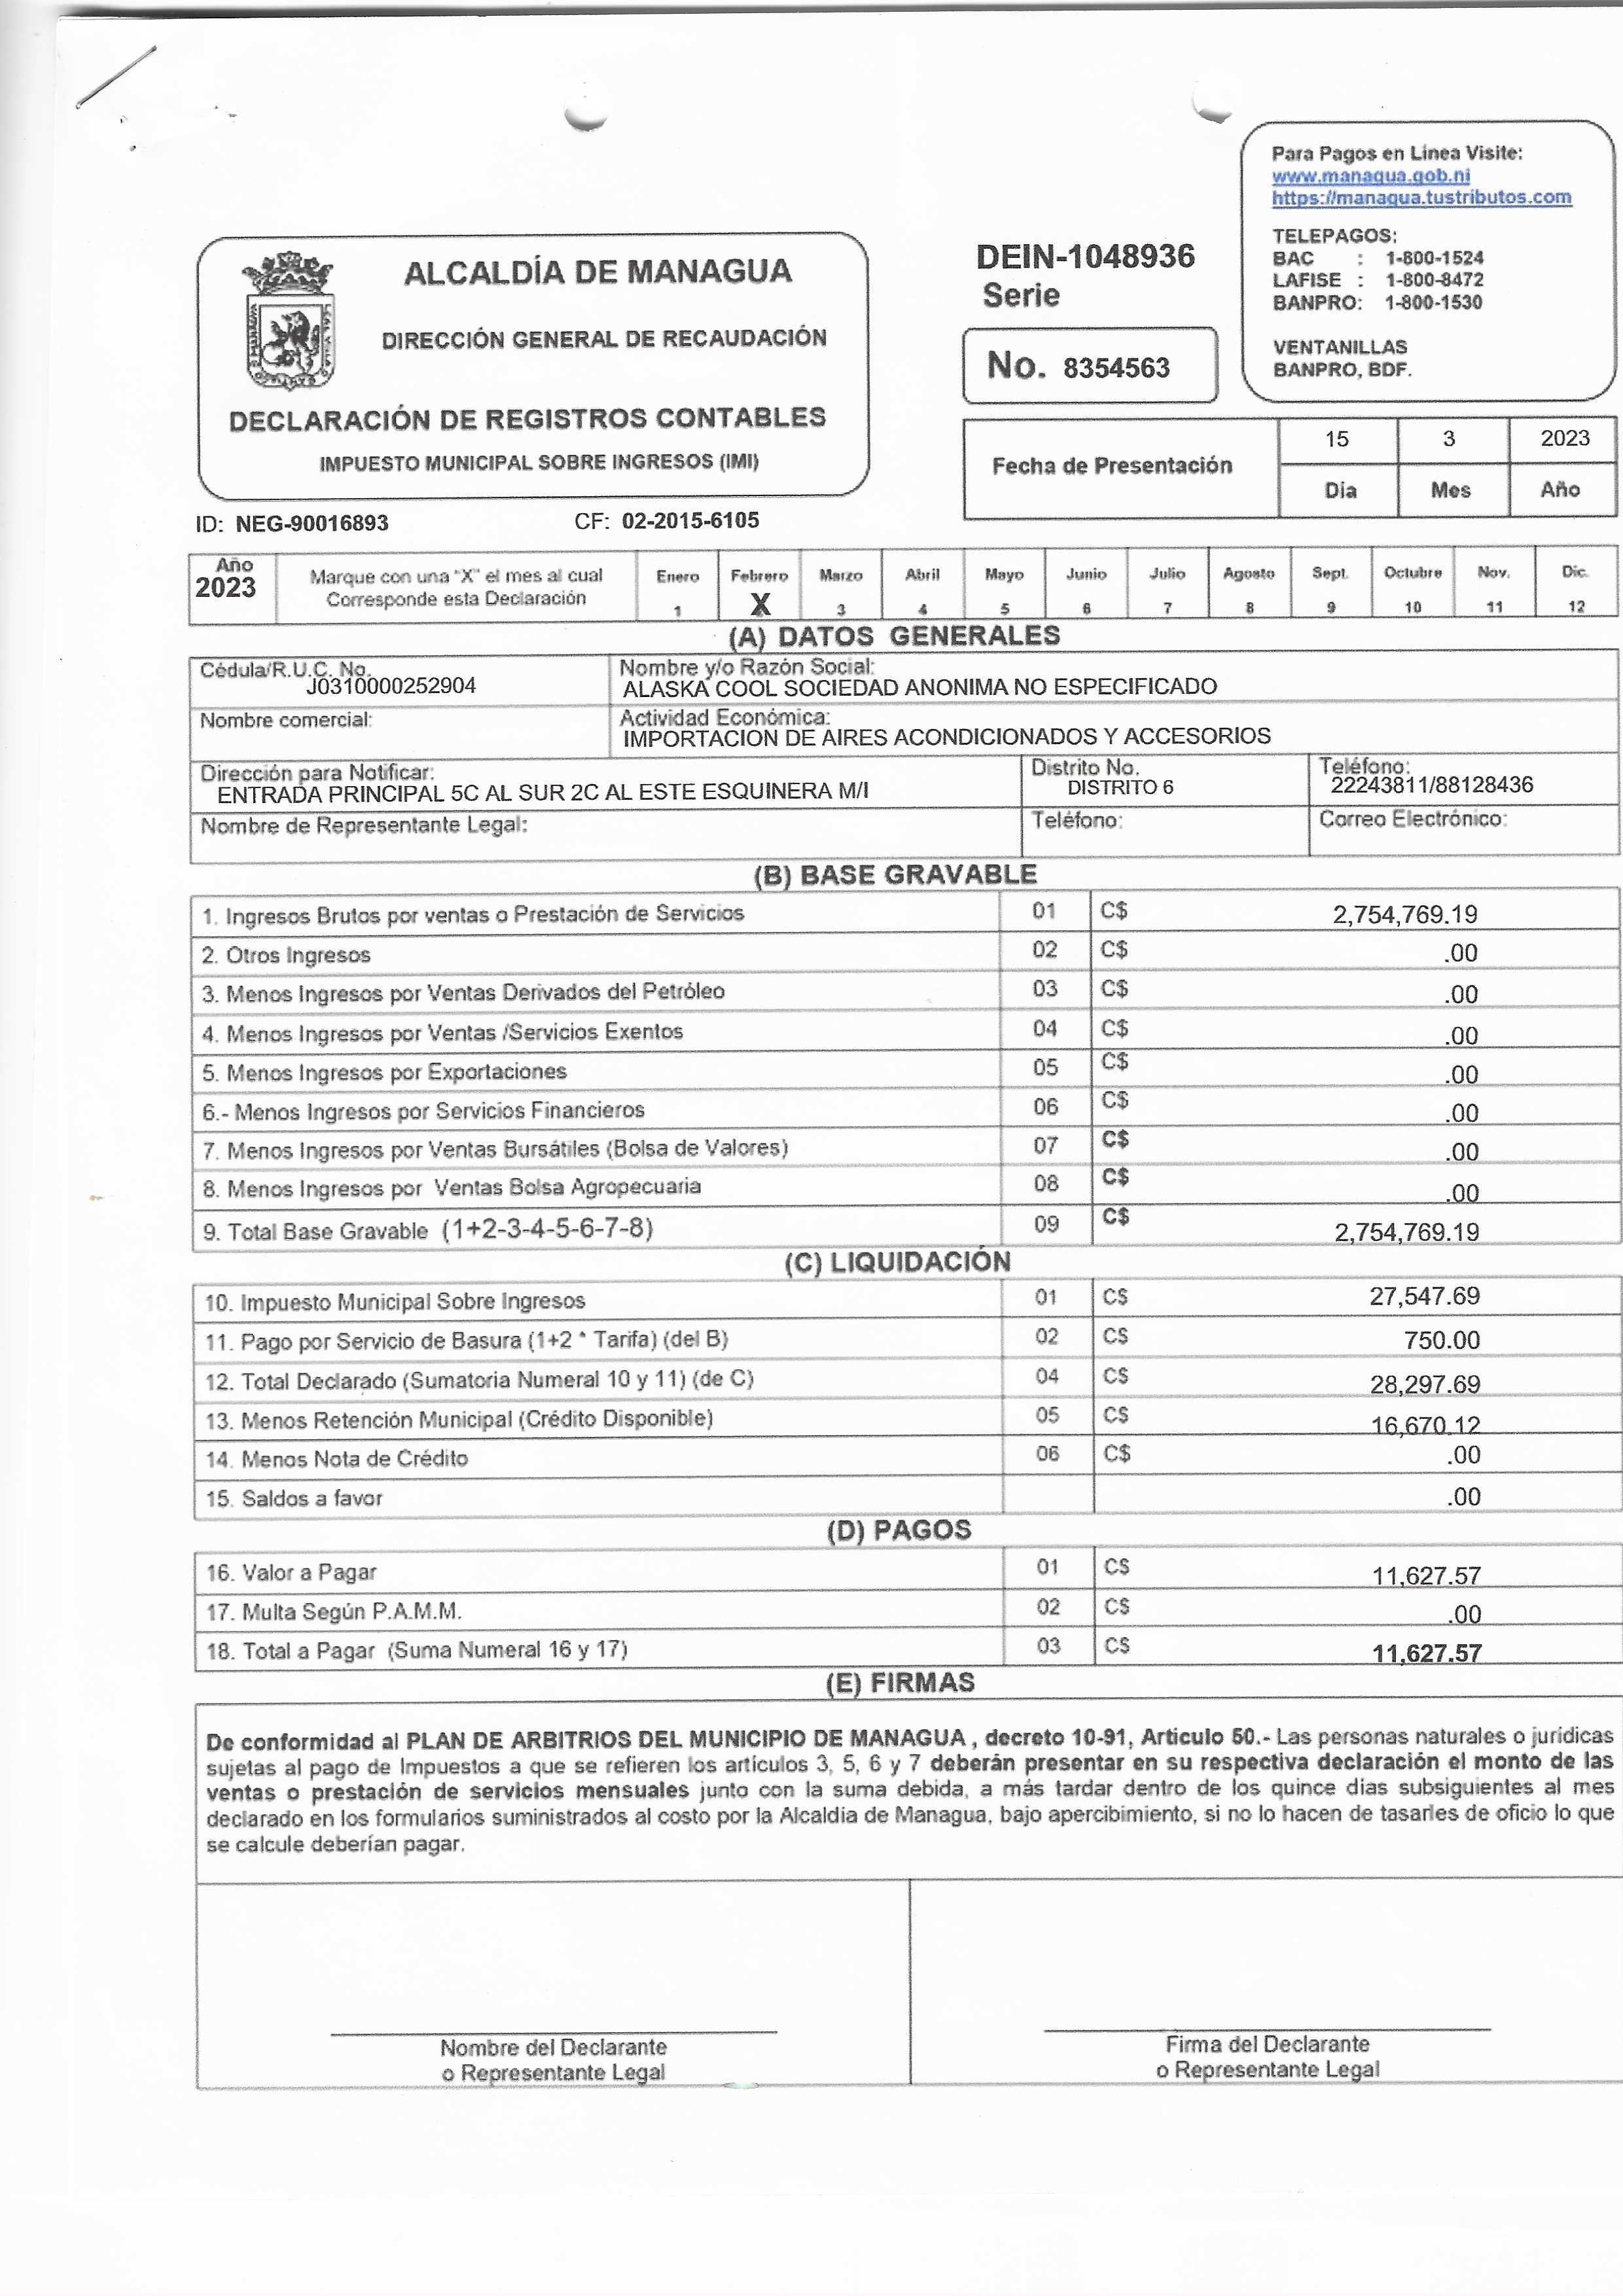 Para Pagos en Línea Visite:
www.managua.gob.ni
https://managua.tustributos.com
TELEPAGOS:
BAC : 1-800-1524
LAFISE : 1-800-8472
BANPRO: 1-800-1530
VENTANILLAS
BANPRO, BDF.
ALCALDÍA DE MANAGUA
DIRECCIÓN GENERAL DE RECAUDACIÓN
DECLARACIÓN DE REGISTROS CONTABLES
IMPUESTO MUNICIPAL SOBRE INGRESOS (IMI)
DEIN-1048936
Serie
No. 8354563
Fecha de Presentación 15 3 2023
Día Mes Año
ID: NEG-90016893 CF: 02-2015-6105
Año
2023
Marque con una "X" el mes al cual
Corresponde esta Declaración
Enero Febrero Marzo Abril Mayo Junio Julio Agosto Sept. Octubre Nov. Dic.
1 X 3 4 5 6 7 8 9 10 11 12
(A) DATOS GENERALES
Cédula/R.U.C. No. Nombre y/o Razón Social:
J0310000252904 ALASKA COOL SOCIEDAD ANONIMA NO ESPECIFICADO
Nombre comercial: Actividad Económica:
IMPORTACION DE AIRES ACONDICIONADOS Y ACCESORIOS
Dirección para Notificar: Distrito No. Teléfono:
ENTRADA PRINCIPAL 5C AL SUR 2C AL ESTE ESQUINERA M/I DISTRITO 6 22243811/88128436
Nombre de Representante Legal: Teléfono: Correo Electrónico:
(B) BASE GRAVABLE
1. Ingresos Brutos por ventas o Prestación de Servicios 01 C$ 2,754,769.19
2. Otros Ingresos 02 C$ .00
3. Menos Ingresos por Ventas Derivados del Petróleo 03 C$ .00
4. Menos Ingresos por Ventas /Servicios Exentos 04 C$ .00
5. Menos Ingresos por Exportaciones 05 C$ .00
6.- Menos Ingresos por Servicios Financieros 06 C$ .00
7. Menos Ingresos por Ventas Bursátiles (Bolsa de Valores) 07 C$ .00
8. Menos Ingresos por Ventas Bolsa Agropecuaria 08 C$ .00
9. Total Base Gravable (1+2-3-4-5-6-7-8) 09 C$ 2,754,769.19
(C) LIQUIDACIÓN
10. Impuesto Municipal Sobre Ingresos 01 C$ 27,547.69
11. Pago por Servicio de Basura (1+2 * Tarifa) (del B) 02 C$ 750.00
12. Total Declarado (Sumatoria Numeral 10 y 11) (de C) 04 C$ 28,297.69
13. Menos Retención Municipal (Crédito Disponible) 05 C$ 16,670.12
14. Menos Nota de Crédito 06 C$ .00
15. Saldos a favor .00
(D) PAGOS
16. Valor a Pagar 01 C$ 11,627.57
17. Multa Según P.A.M.M. 02 C$ .00
18. Total a Pagar (Suma Numeral 16 y 17) 03 C$ 11,627.57
(E) FIRMAS
De conformidad al PLAN DE ARBITRIOS DEL MUNICIPIO DE MANAGUA , decreto 10-91, Articulo 50.- Las personas naturales o jurídicas
sujetas al pago de Impuestos a que se refieren los artículos 3, 5, 6 y 7 deberán presentar en su respectiva declaración el monto de las
ventas o prestación de servicios mensuales junto con la suma debida, a más tardar dentro de los quince días subsiguientes al mes
declarado en los formularios suministrados al costo por la Alcaldía de Managua, bajo apercibimiento, si no lo hacen de tasarles de oficio lo que
se calcule deberían pagar.
Nombre del Declarante Firma del Declarante
o Representante Legal o Representante Legal